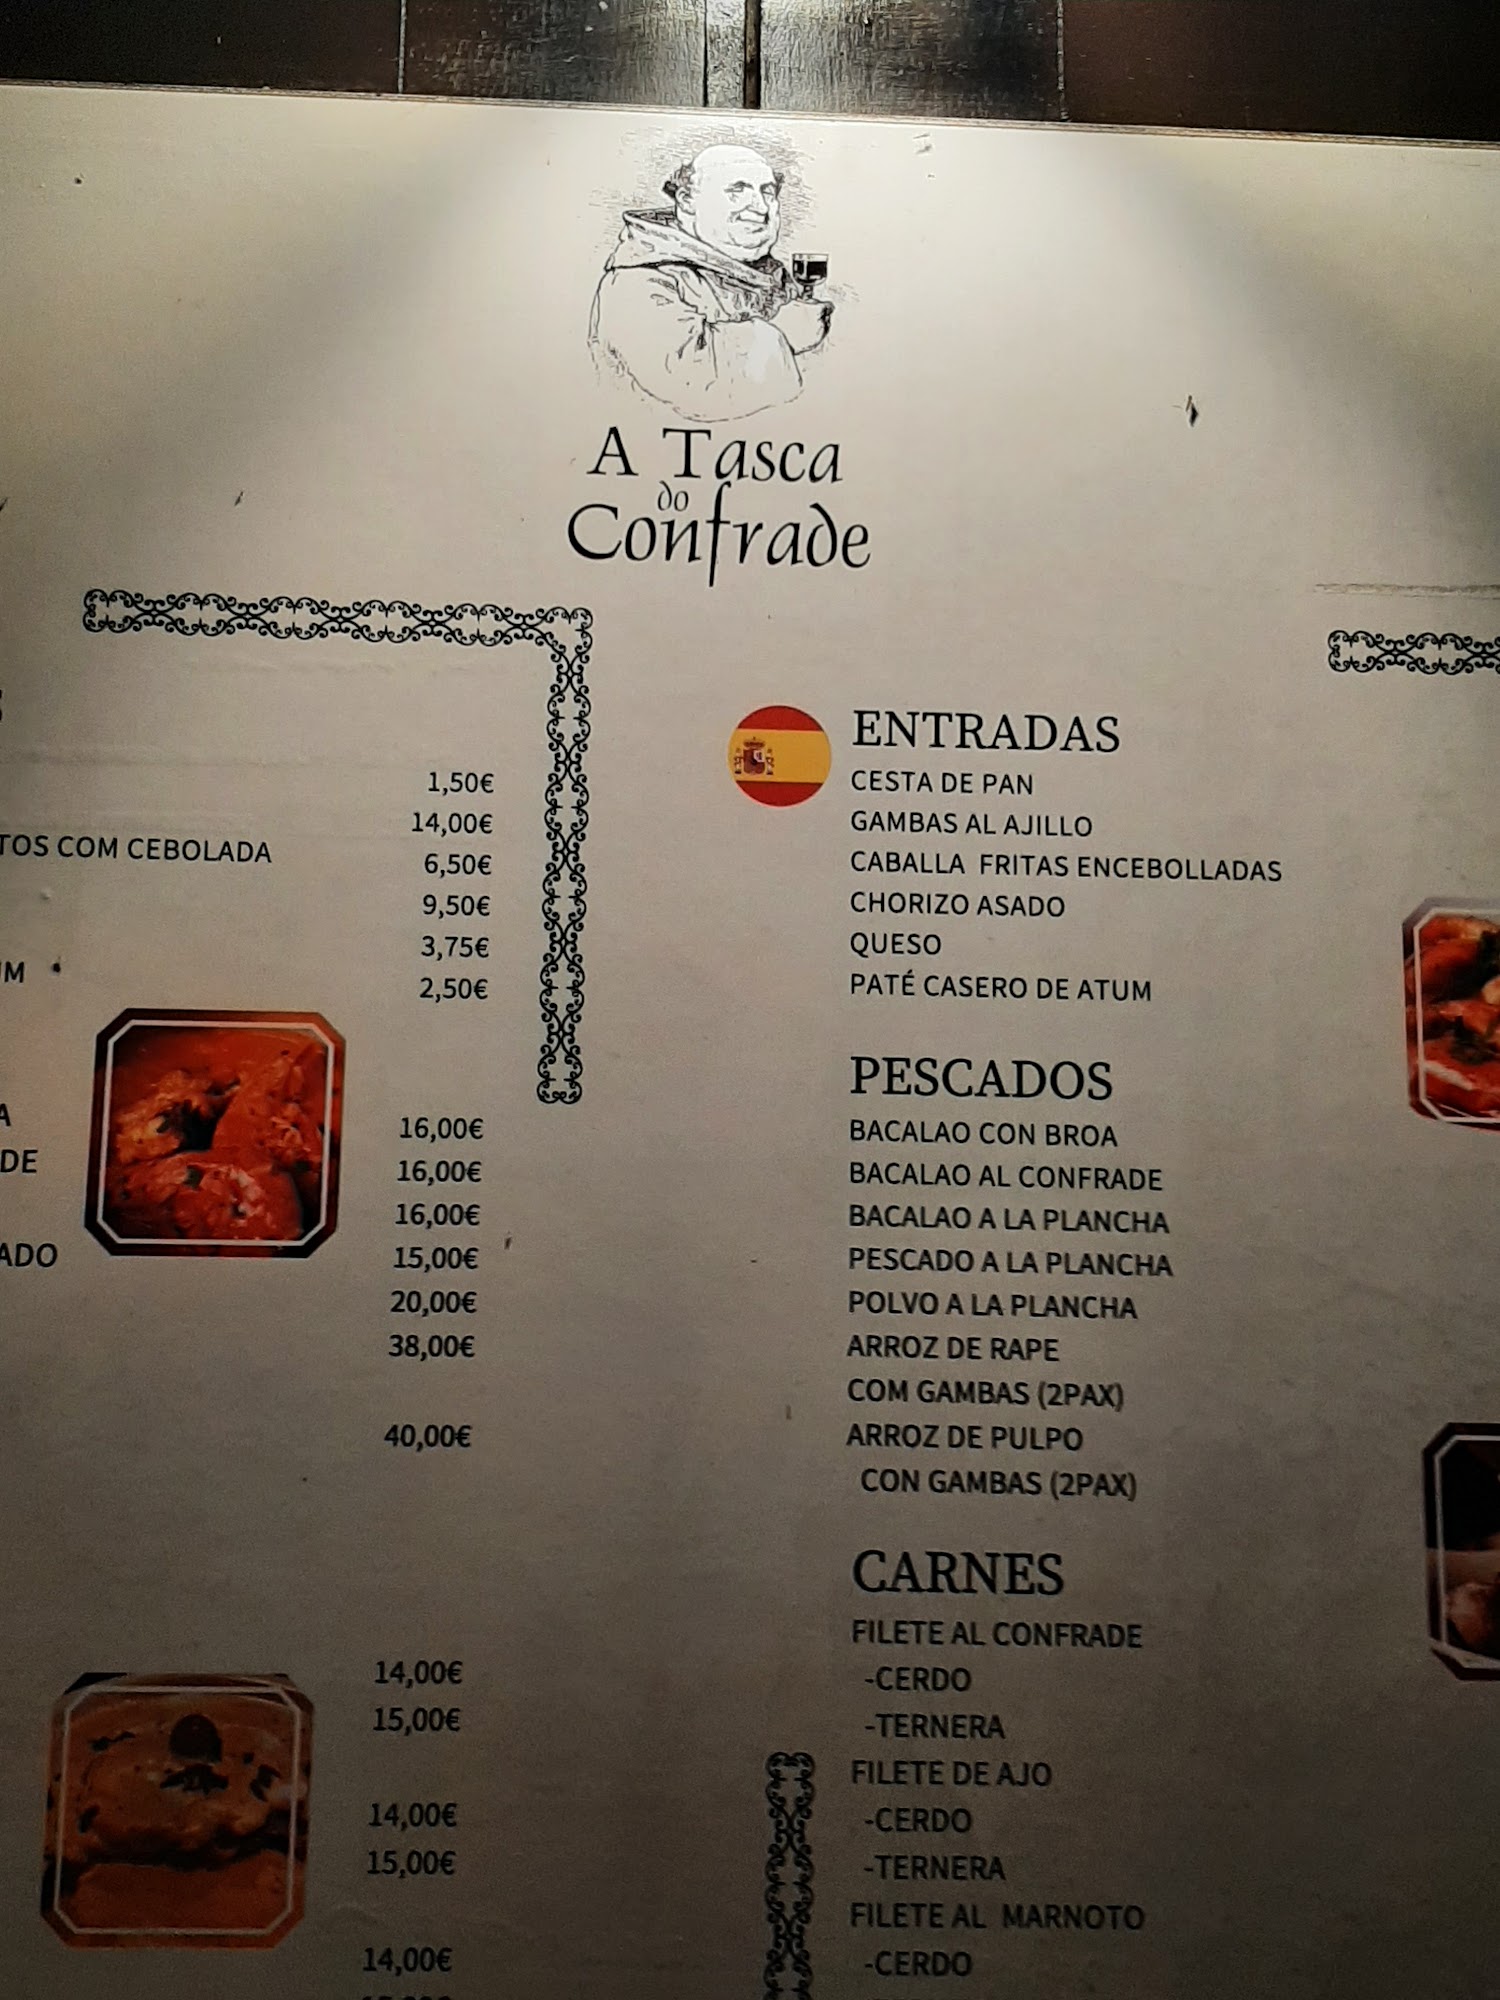 A Tasca
do
Confrade
1,50€
14,00€
COM CEBOLADA
6,50€
9,50€
3,75€
2,50€
16,00€
16,00€
16,00€
15,00€
20,00€
38,00€
40,00€
14,00€
15,00€
14,00€
15,00€
14,00€
ENTRADAS
CESTA DE PAN
GAMBAS AL AJILLO
CABALLA FRITAS ENCEBOLLADAS
CHORIZO ASADO
QUESO
PATÉ CASERO DE ATUM
PESCADOS
BACALAO CON BROA
BACALAO AL CONFRADE
BACALAO A LA PLANCHA
PESCADO A LA PLANCHA
POLVO A LA PLANCHA
ARROZ DE RAPE
COM GAMBAS (2PAX)
ARROZ DE PULPO
CON GAMBAS (2PAX)
CARNES
FILETE AL CONFRADE
-CERDO
-TERNERA
FILETE DE AJO
-CERDO
-TERNERA
FILETE AL MARNOTO
-CERDO